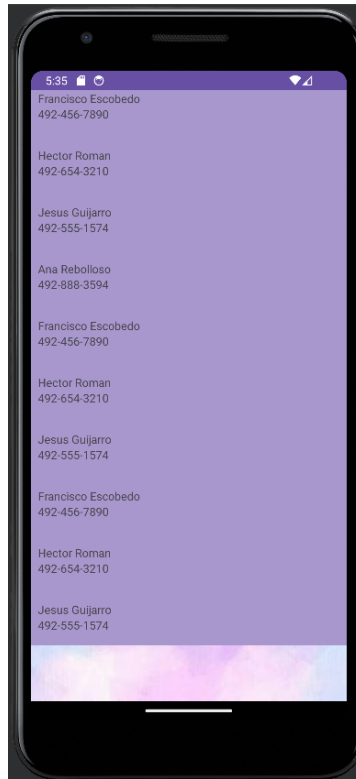 5:35
Francisco Escobedo
492-456-7890
Hector Roman
492-654-3210
Jesus Guijarro
492-555-1574
Ana Rebolloso
492-888-3594
Francisco Escobedo
492-456-7890
Hector Roman
492-654-3210
Jesus Guijarro
492-555-1574
Francisco Escobedo
492-456-7890
Hector Roman
492-654-3210
Jesus Guijarro
492-555-1574